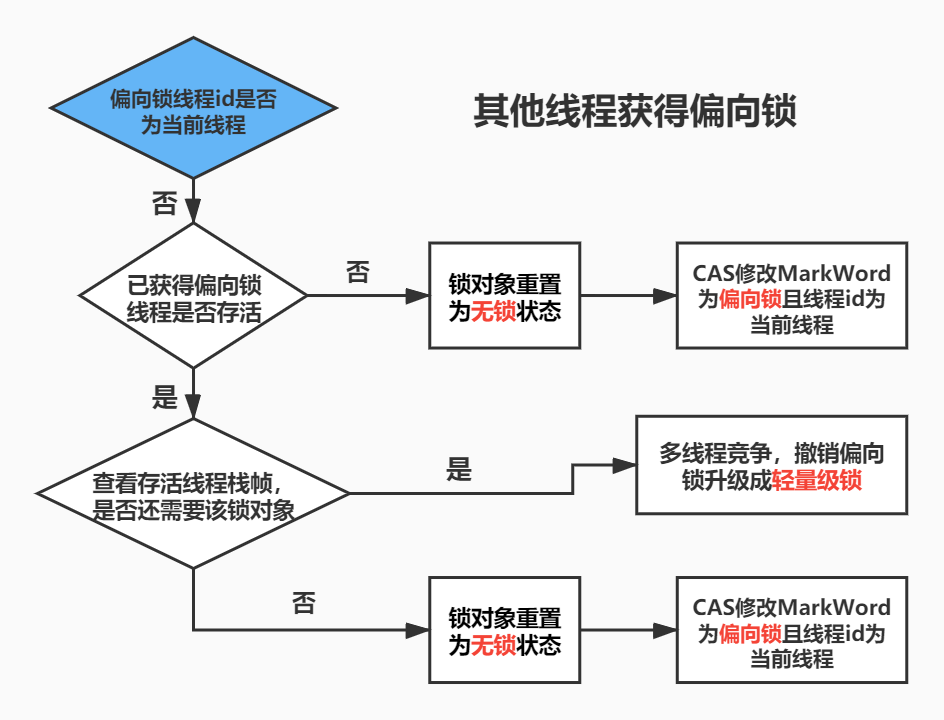 其他线程获得偏向锁
偏向锁线程id是否
为当前线程
否
已获得偏向锁
线程是否存活
否
锁对象重置
为无锁状态
CAS修改MarkWord
为偏向锁且线程id为
当前线程
是
查看存活线程栈帧，
是否还需要该锁对象
是
多线程竞争，撤销偏向
锁升级成轻量级锁
否
锁对象重置
为无锁状态
CAS修改MarkWord
为偏向锁且线程id为
当前线程